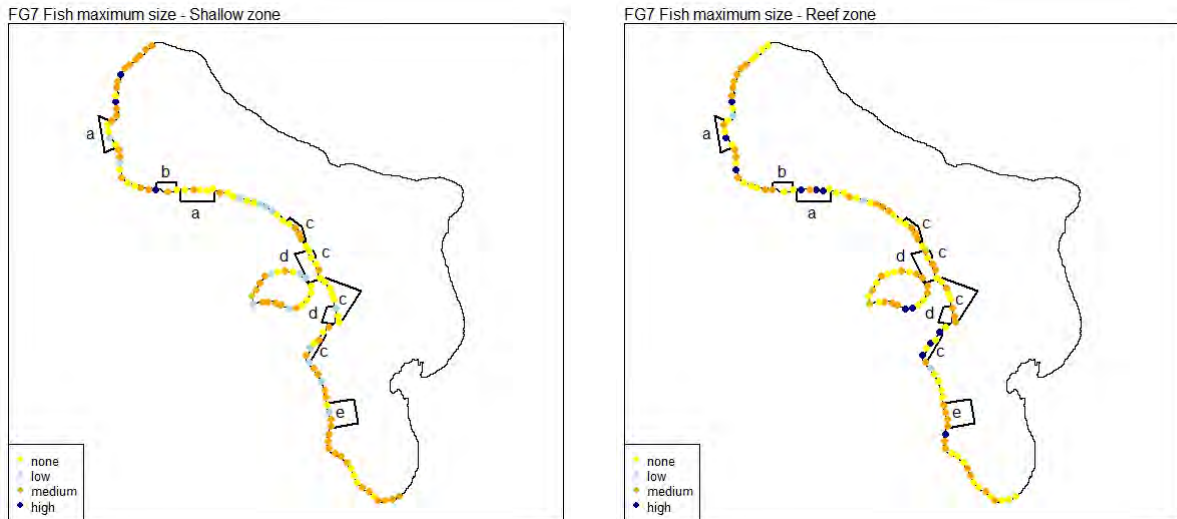 FG7 Fish maximum size - Shallow zone
a
b
a
c
c
d
c
d
c
e
none
low
medium
high
FG7 Fish maximum size - Reef zone
a
b
a
c
c
d
c
d
c
e
none
low
medium
high